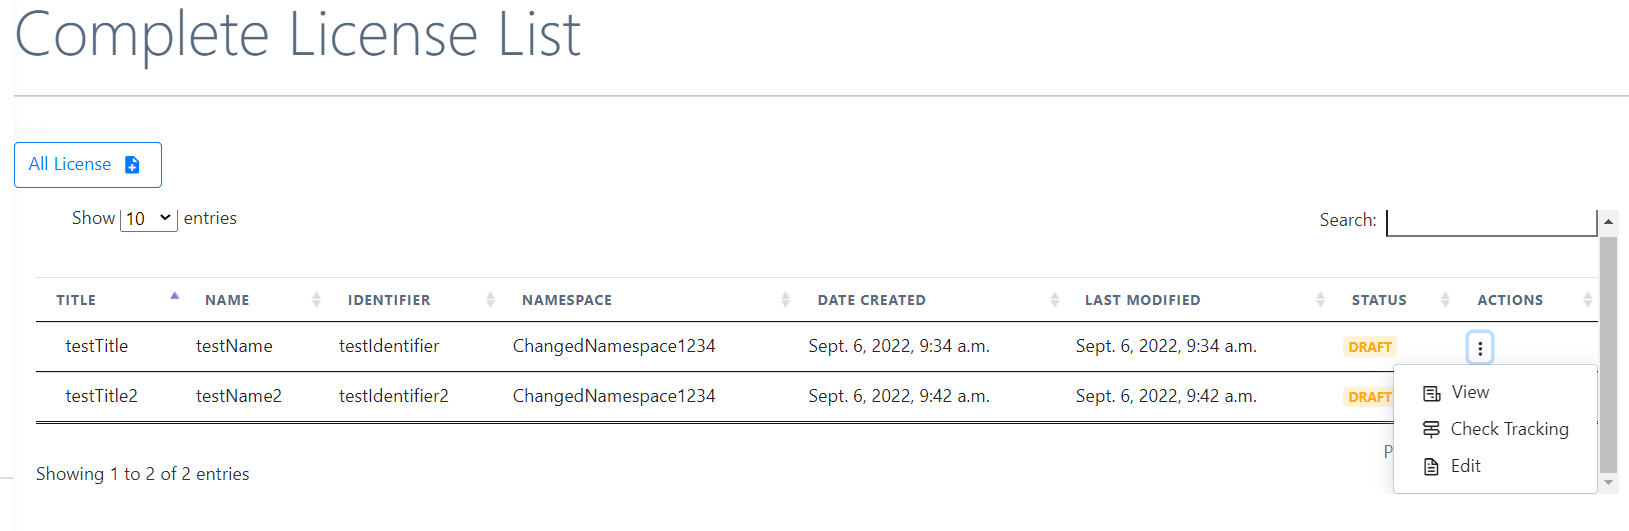 Complete License List
Label
All License
Show 10 entries
Search:
TITLE NAME IDENTIFIER NAMESPACE DATE CREATED LAST MODIFIED STATUS ACTIONS
testTitle testName testIdentifier ChangedNamespace1234 Sept. 6, 2022, 9:34 a.m. Sept. 6, 2022, 9:34 a.m. DRAFT
testTitle2 testName2 testIdentifier2 ChangedNamespace1234 Sept. 6, 2022, 9:42 a.m. Sept. 6, 2022, 9:42 a.m. DRAFT
View
Check Tracking
Edit
Showing 1 to 2 of 2 entries